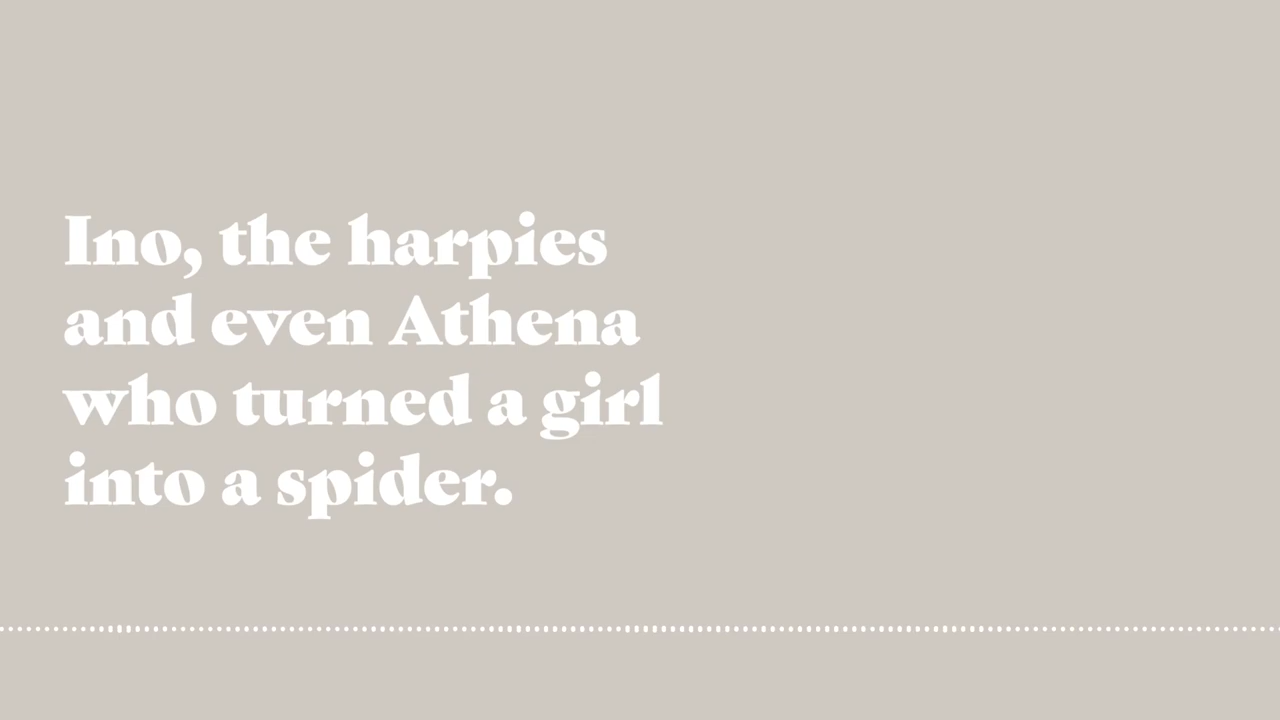 Ino, the harpies
and even Athena
who turned a girl
into a spider.